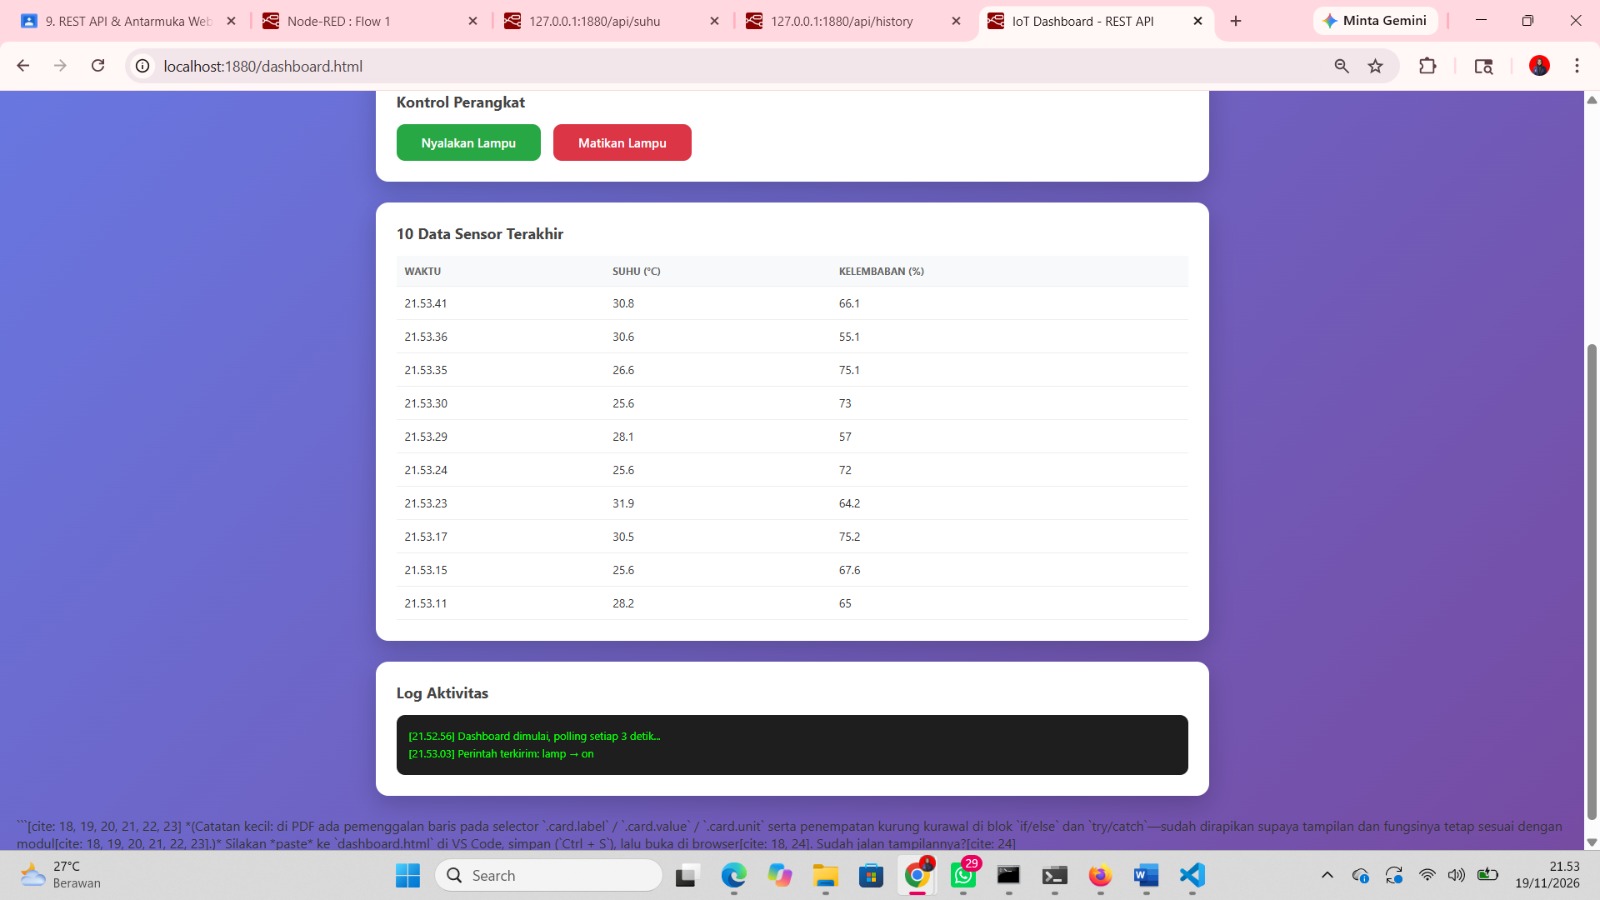 9. REST API & Antarmuka Web
Node-RED : Flow 1
127.0.0.1:1880/api/suhu
127.0.0.1:1880/api/history
IoT Dashboard - REST API
Minta Gemini
localhost:1880/dashboard.html
Kontrol Perangkat
Nyalakan Lampu Matikan Lampu
10 Data Sensor Terakhir
WAKTU SUHU (°C) KELEMBABAN (%)
21.53.41 30.8 66.1
21.53.36 30.6 55.1
21.53.35 26.6 75.1
21.53.30 25.6 73
21.53.29 28.1 57
21.53.24 25.6 72
21.53.23 31.9 64.2
21.53.17 30.5 75.2
21.53.15 25.6 67.6
21.53.11 28.2 65
Log Aktivitas
[21.52.56] Dashboard dimulai, polling setiap 3 detik...
[21.53.03] Perintah terkirim: lamp → on
```[cite: 18, 19, 20, 21, 22, 23] *(Catatan kecil: di PDF ada pemenggalan baris pada selector `.card.label` / `.card.value` / `.card.unit` serta penempatan kurung kurawal di blok `if/else` dan `try/catch`—sudah dirapikan supaya tampilan dan fungsinya tetap sesuai dengan
modul[cite: 18, 19, 20, 21, 22, 23].)* Silakan *paste* ke `dashboard.html` di VS Code, simpan (`Ctrl + S`), lalu buka di browser[cite: 18, 24]. Sudah jalan tampilannya?[cite: 24]
27°C
Berawan
Search
29
21.53
19/11/2026